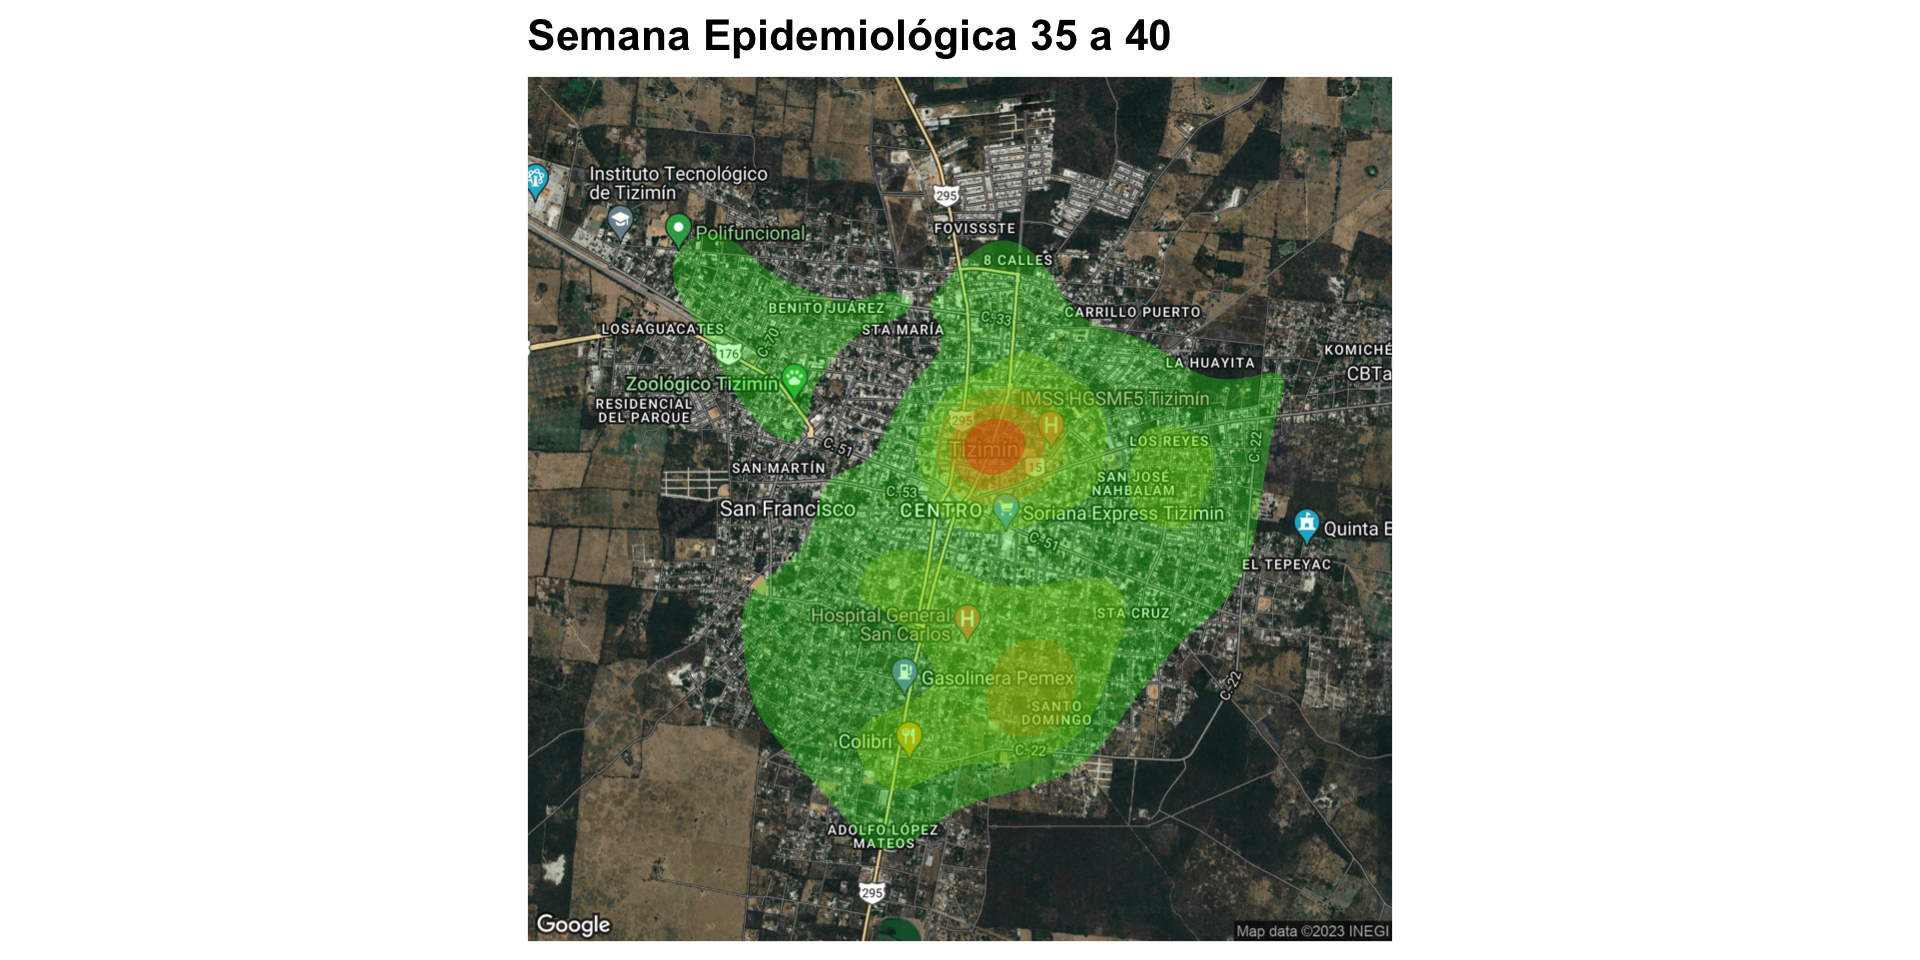 Semana Epidemiológica 35 a 40
Instituto Tecnológico
de Tizimín
295
Polifuncional
FOVISSSTE
8 CALLES
BENITO JUÁREZ
C. 33
CARRILLO PUERTO
LOS AGUACATES
STA MARÍA
C. 70
176
LA HUAYITA
KOMICHÉ
CBTa
Zoológico Tizimín
RESIDENCIAL
DEL PARQUE
IMSS HGSMF5 Tizimín
295
C. 51
Tizimín
LOS REYES
C. 22
SAN MARTÍN
15
SAN JOSÉ
NAHBALAM
C. 53
San Francisco
CENTRO
Soriana Express Tizimin
Quinta E
C. 51
EL TEPEYAC
Hospital General
San Carlos
STA CRUZ
Gasolinera Pemex
C. 22
SANTO
DOMINGO
Colibrí
C. 22
ADOLFO LÓPEZ
MATEOS
295
Google
Map data ©2023 INEGI